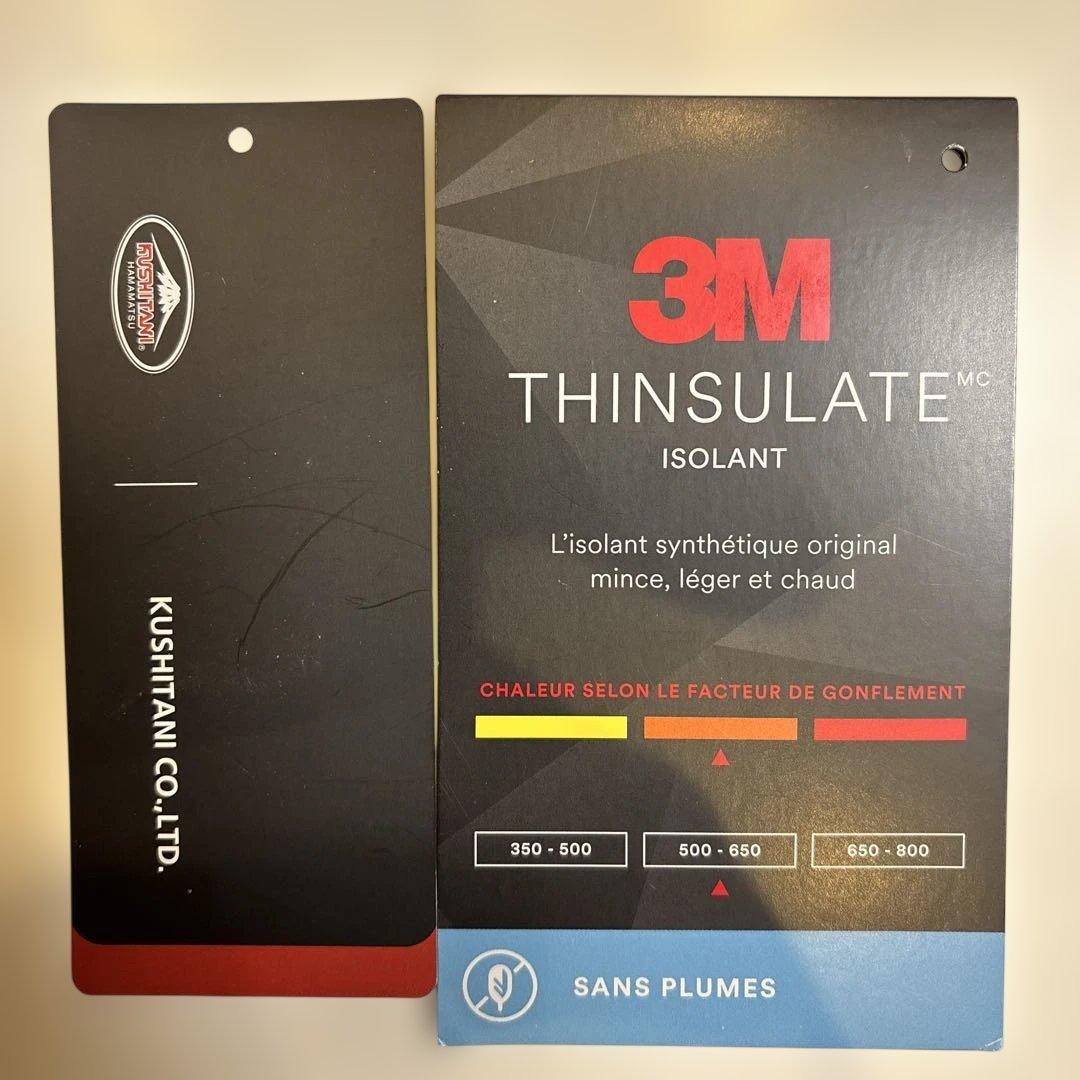 KUSHITANI
HAMAMATSU
KUSHITANI CO.,LTD.
3M
THINSULATE MC
ISOLANT
L'isolant synthétique original
mince, léger et chaud
CHALEUR SELON LE FACTEUR DE GONFLEMENT
350 - 500
500 - 650
650 - 800
SANS PLUMES